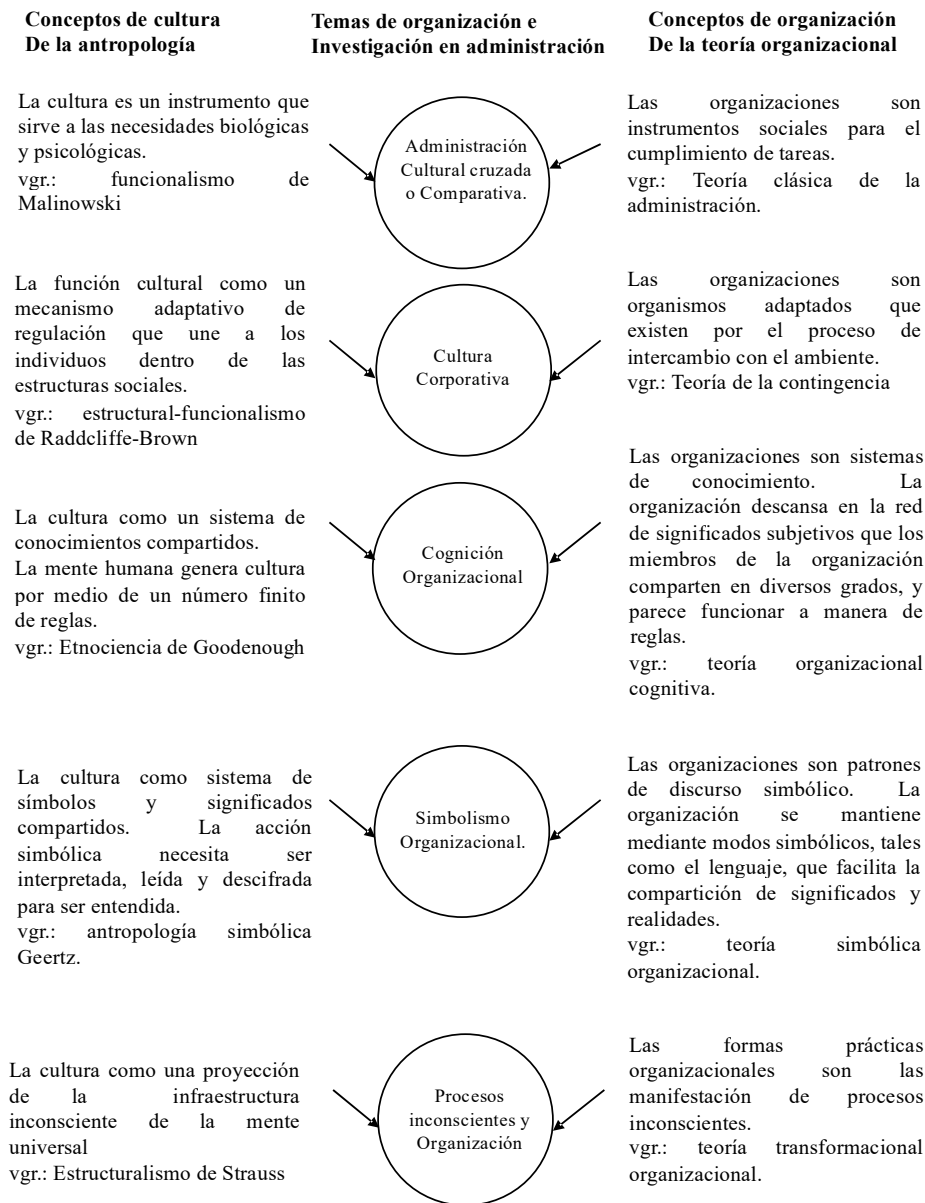 Conceptos de cultura
De la antropología
Temas de organización e
Investigación en administración
Conceptos de organización
De la teoría organizacional
La cultura es un instrumento que
sirve a las necesidades biológicas
y psicológicas.
vgr.: funcionalismo de
Malinowski
Administración
Cultural cruzada
o Comparativa.
Las organizaciones son
instrumentos sociales para el
cumplimiento de tareas.
vgr.: Teoría clásica de la
administración.
La función cultural como un
mecanismo adaptativo de
regulación que une a los
individuos dentro de las
estructuras sociales.
vgr.: estructural-funcionalismo
de Raddcliffe-Brown
Cultura
Corporativa
Las organizaciones son
organismos adaptados que
existen por el proceso de
intercambio con el ambiente.
vgr.: Teoría de la contingencia
La cultura como un sistema de
conocimientos compartidos.
La mente humana genera cultura
por medio de un número finito
de reglas.
vgr.: Etnociencia de Goodenough
Cognición
Organizacional
Las organizaciones son sistemas
de conocimiento. La
organización descansa en la red
de significados subjetivos que los
miembros de la organización
comparten en diversos grados, y
parece funcionar a manera de
reglas.
vgr.: teoría organizacional
cognitiva.
La cultura como sistema de
símbolos y significados
compartidos. La acción
simbólica necesita ser
interpretada, leída y descifrada
para ser entendida.
vgr.: antropología simbólica
Geertz.
Simbolismo
Organizacional.
Las organizaciones son patrones
de discurso simbólico. La
organización se mantiene
mediante modos simbólicos, tales
como el lenguaje, que facilita la
compartición de significados y
realidades.
vgr.: teoría simbólica
organizacional.
La cultura como una proyección
de la infraestructura
inconsciente de la mente
universal
vgr.: Estructuralismo de Strauss
Procesos
inconscientes y
Organización
Las formas prácticas
organizacionales son las
manifestación de procesos
inconscientes.
vgr.: teoría transformacional
organizacional.